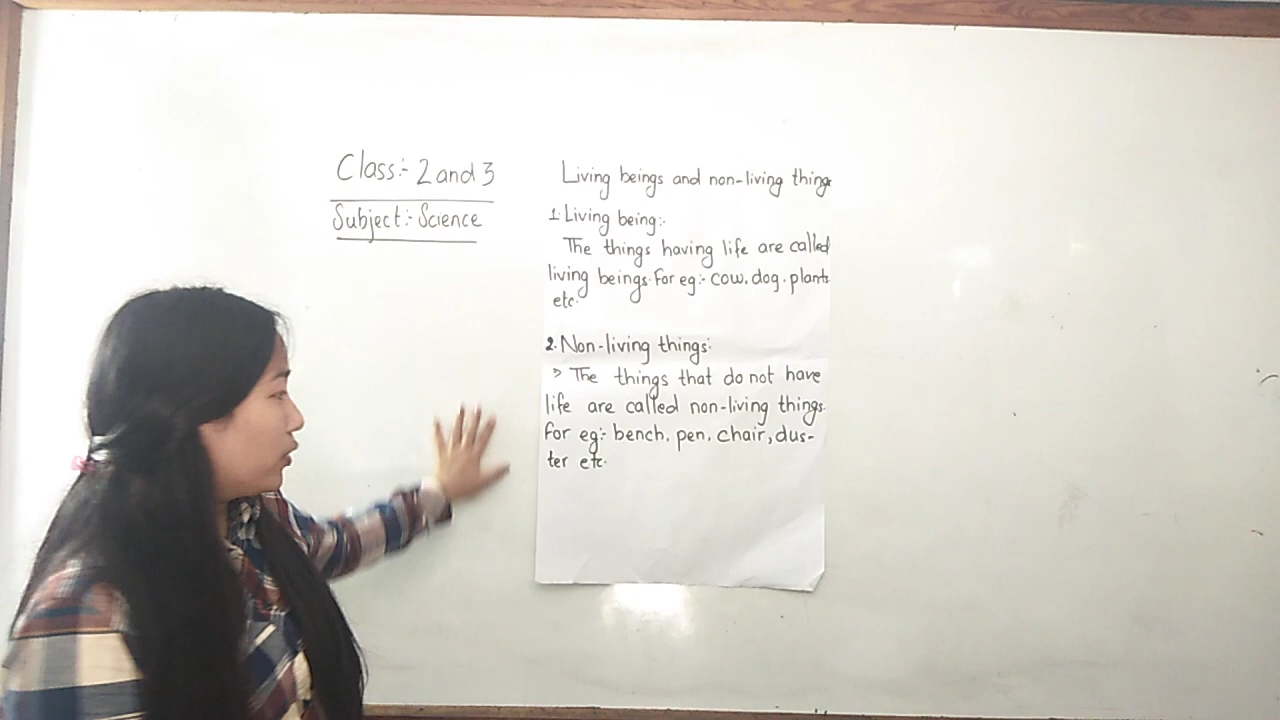 Class:- 2 and 3
Subject:- Science
Living beings and non-living things
1. Living being:-
The things having life are called
living beings. For eg:- cow, dog. plants
etc.
2. Non-living things:
> The things that do not have
life are called non-living things.
For eg:- bench, pen, chair, dus-
ter etc.